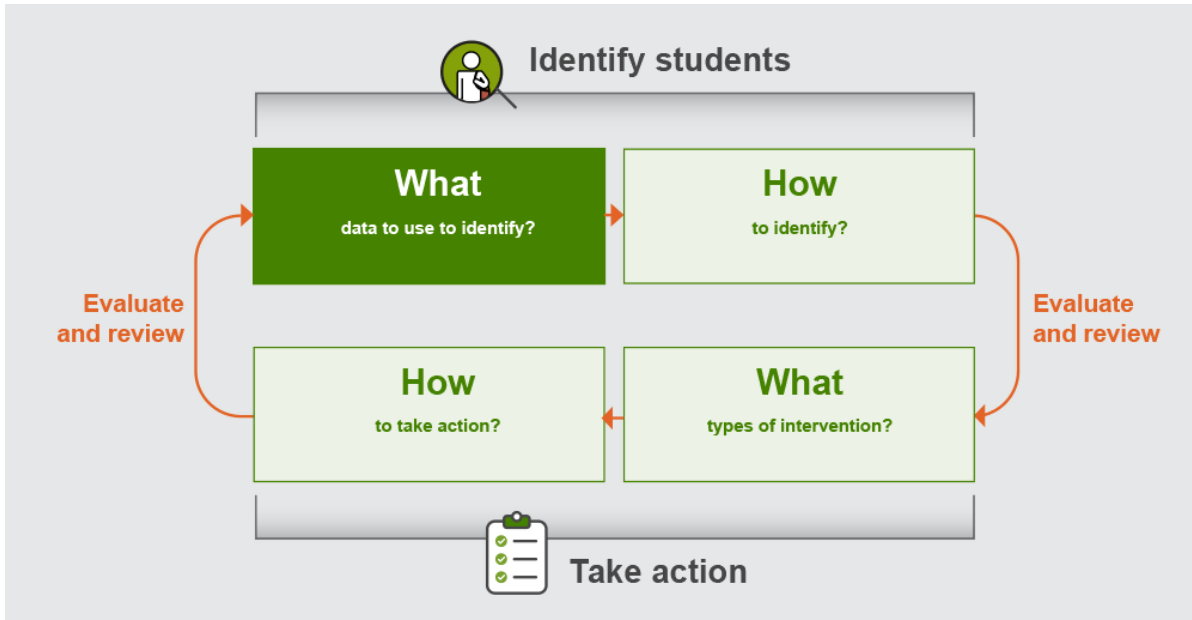 Identify students
What
data to use to identify?
How
to identify?
Evaluate
and review
Evaluate
and review
How
to take action?
What
types of intervention?
Take action